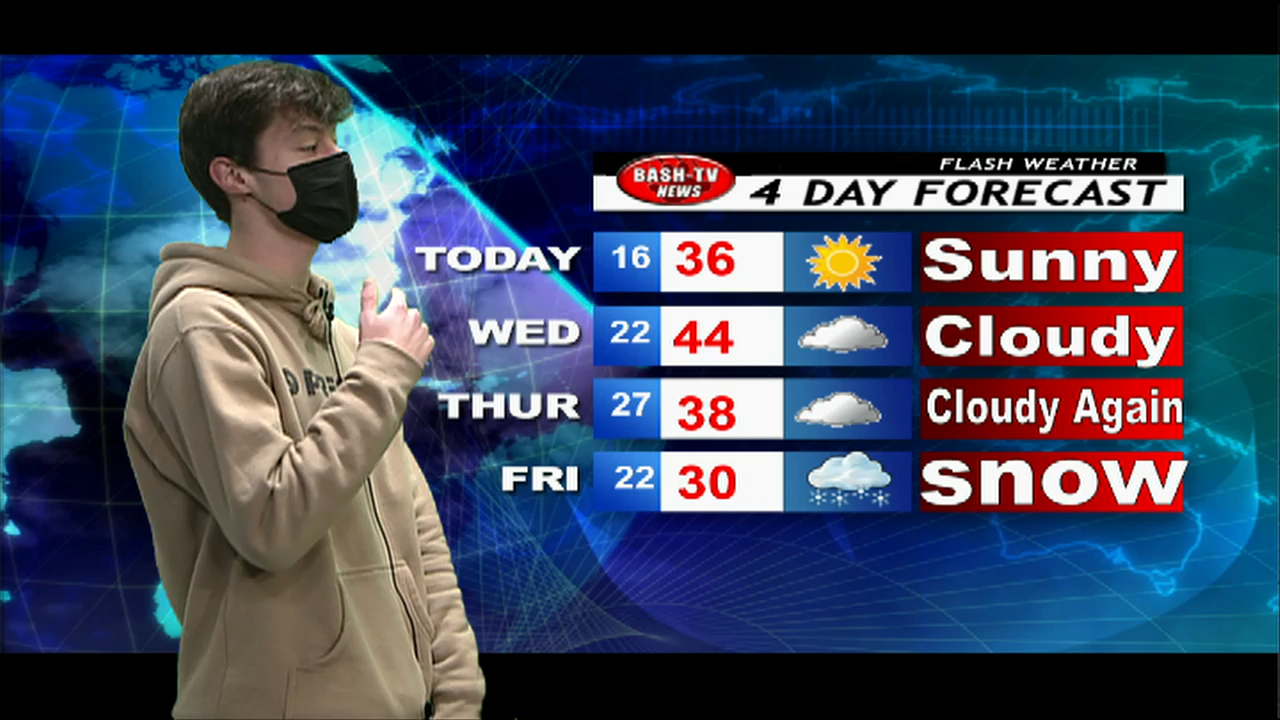 FLASH WEATHER
BASH-TV
NEWS
4 DAY FORECAST
TODAY 16 36 Sunny
WED 22 44 Cloudy
THUR 27 38 Cloudy Again
FRI 22 30 snow